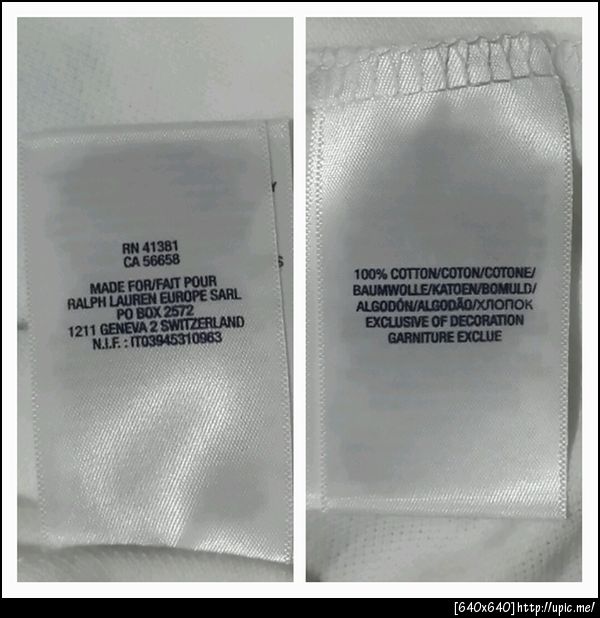 RN 41381
CA 56658
MADE FOR/FAIT POUR
RALPH LAUREN EUROPE SARL
PO BOX 2572
1211 GENEVA 2 SWITZERLAND
N.I.F. : IT03945310963
Y
S
100% COTTON/COTON/COTONE/
BAUMWOLLE/KATOEN/BOMULD/
ALGODÓN/ALGODÃO/ХЛОПОК
EXCLUSIVE OF DECORATION
GARNITURE EXCLUE
[640x640]http://upic.me/